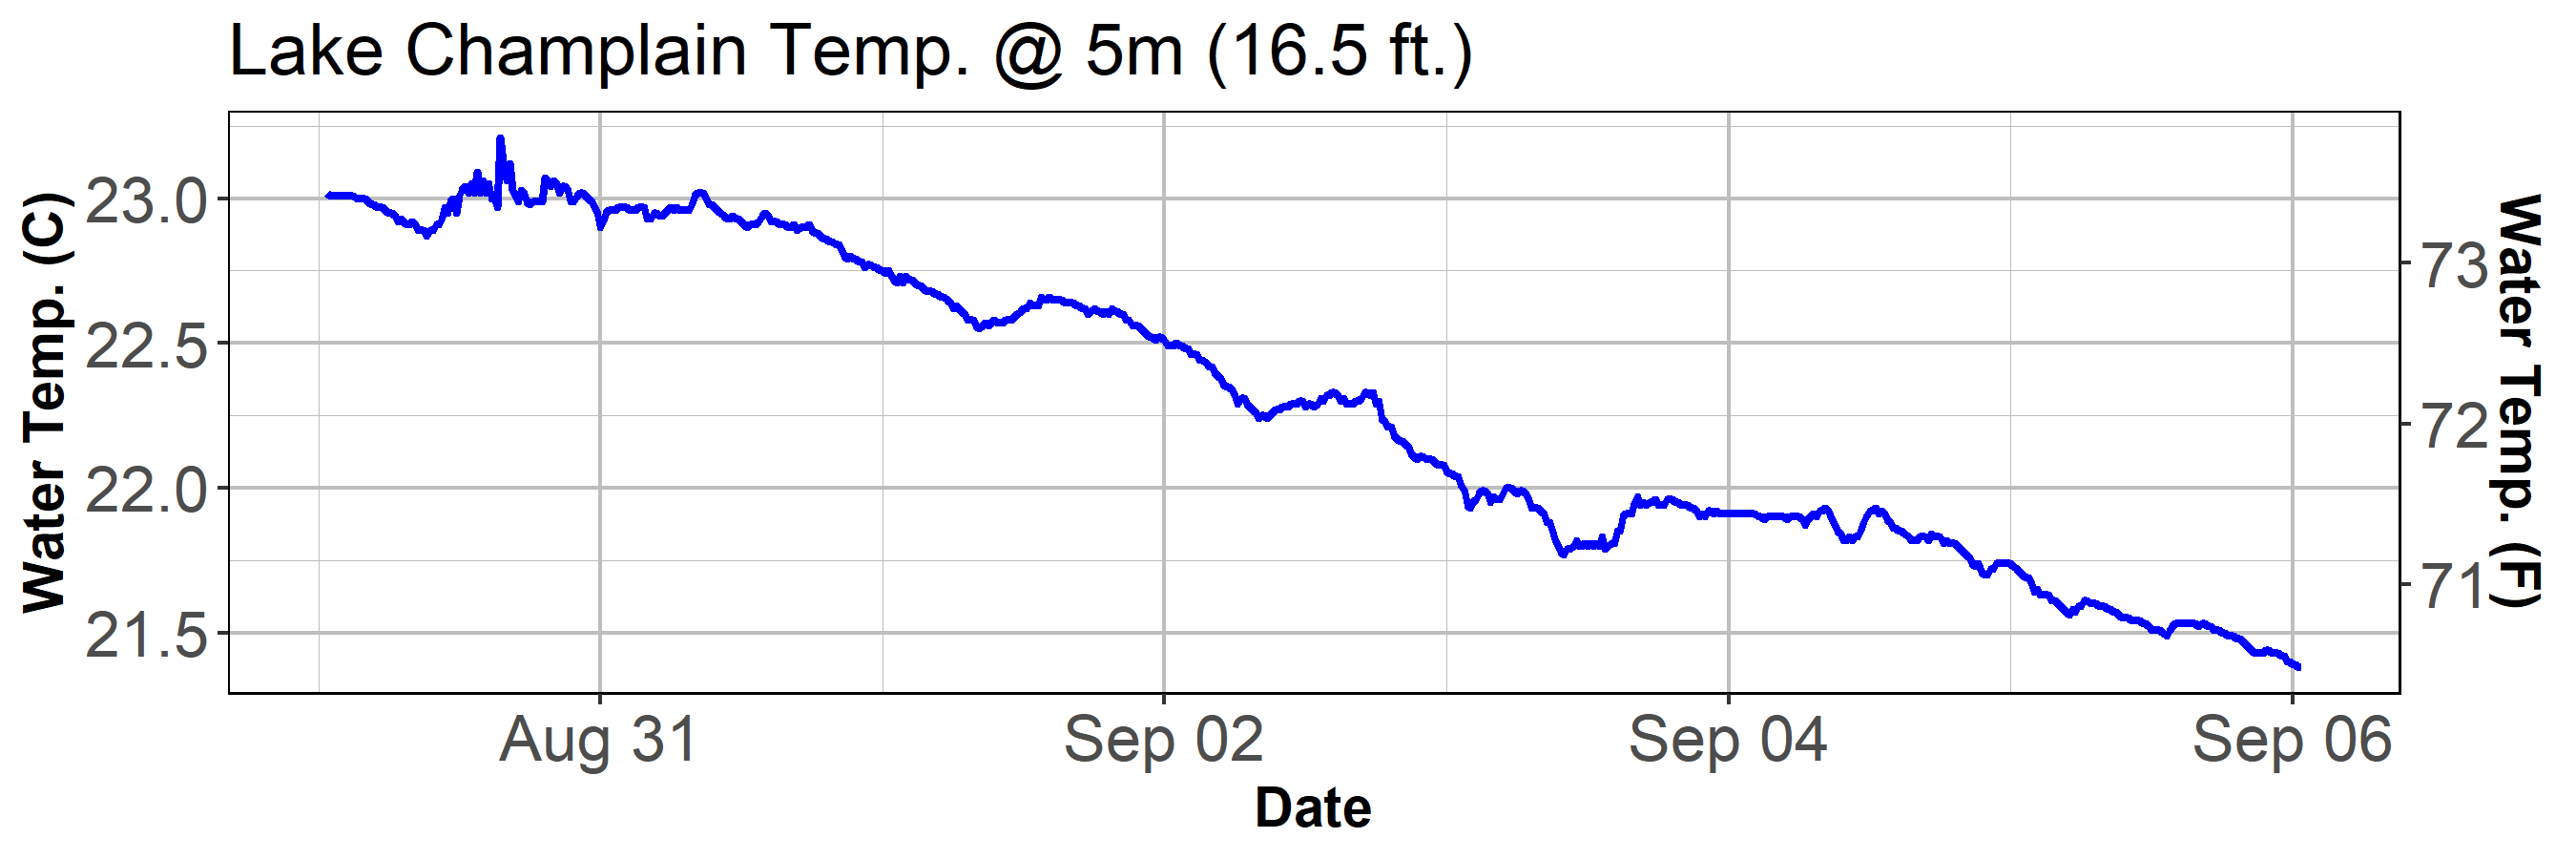 Lake Champlain Temp. @ 5m (16.5 ft.)
Water Temp. (C)
23.0
22.5
22.0
21.5
73
72
71
Water Temp. (F)
Aug 31
Sep 02
Sep 04
Sep 06
Date